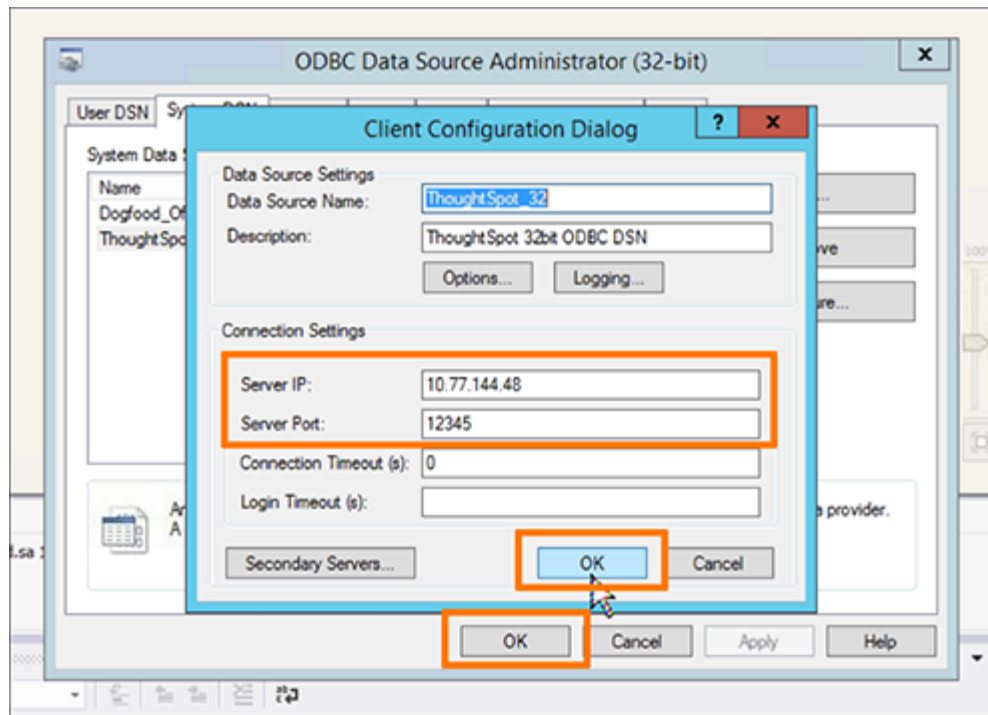 ODBC Data Source Administrator (32-bit)
x
User DSN
Client Configuration Dialog
?
x
System Data
Name
Dogfood_Of
ThoughtSpo
Data Source Settings
Data Source Name: ThoughtSpot_32
Description: ThoughtSpot 32bit ODBC DSN
Options... Logging...
Connection Settings
Server IP: 10.77.144.48
Server Port: 12345
Connection Timeout (s): 0
Login Timeout (s):
a provider.
A
Secondary Servers... OK Cancel
OK Cancel Apply Help
100%